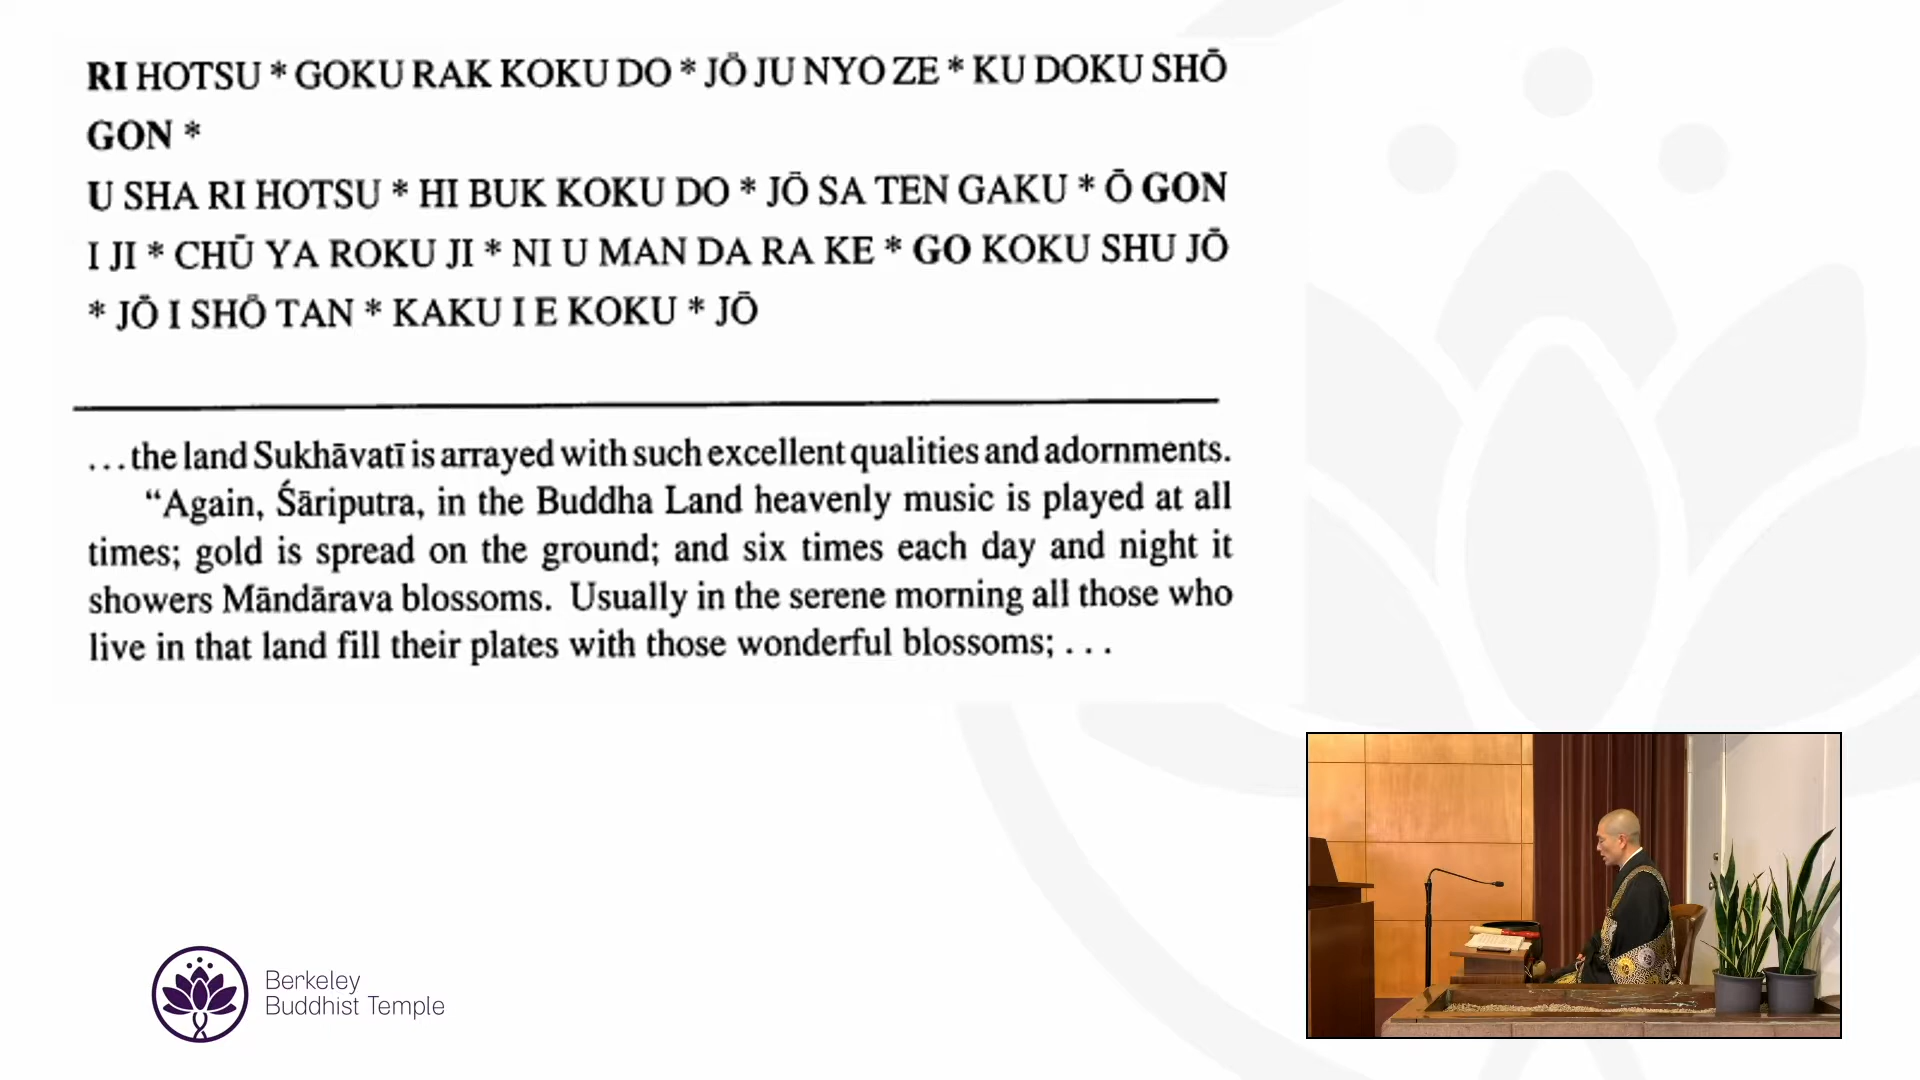 RI HOTSU * GOKU RAK KOKU DO * JŌ JU NYO ZE * KU DOKU SHŌ
GON *
U SHA RI HOTSU * HI BUK KOKU DO * JŌ SA TEN GAKU * Ō GON
I JI * CHŪ YA ROKU JI * NI U MAN DA RA KE * GO KOKU SHU JŌ
* JŌ I SHŌ TAN * KAKU I E KOKU * JŌ
...the land Sukhāvatī is arrayed with such excellent qualities and adornments.
“Again, Śāriputra, in the Buddha Land heavenly music is played at all
times; gold is spread on the ground; and six times each day and night it
showers Māndārava blossoms. Usually in the serene morning all those who
live in that land fill their plates with those wonderful blossoms; . . .
Berkeley
Buddhist Temple